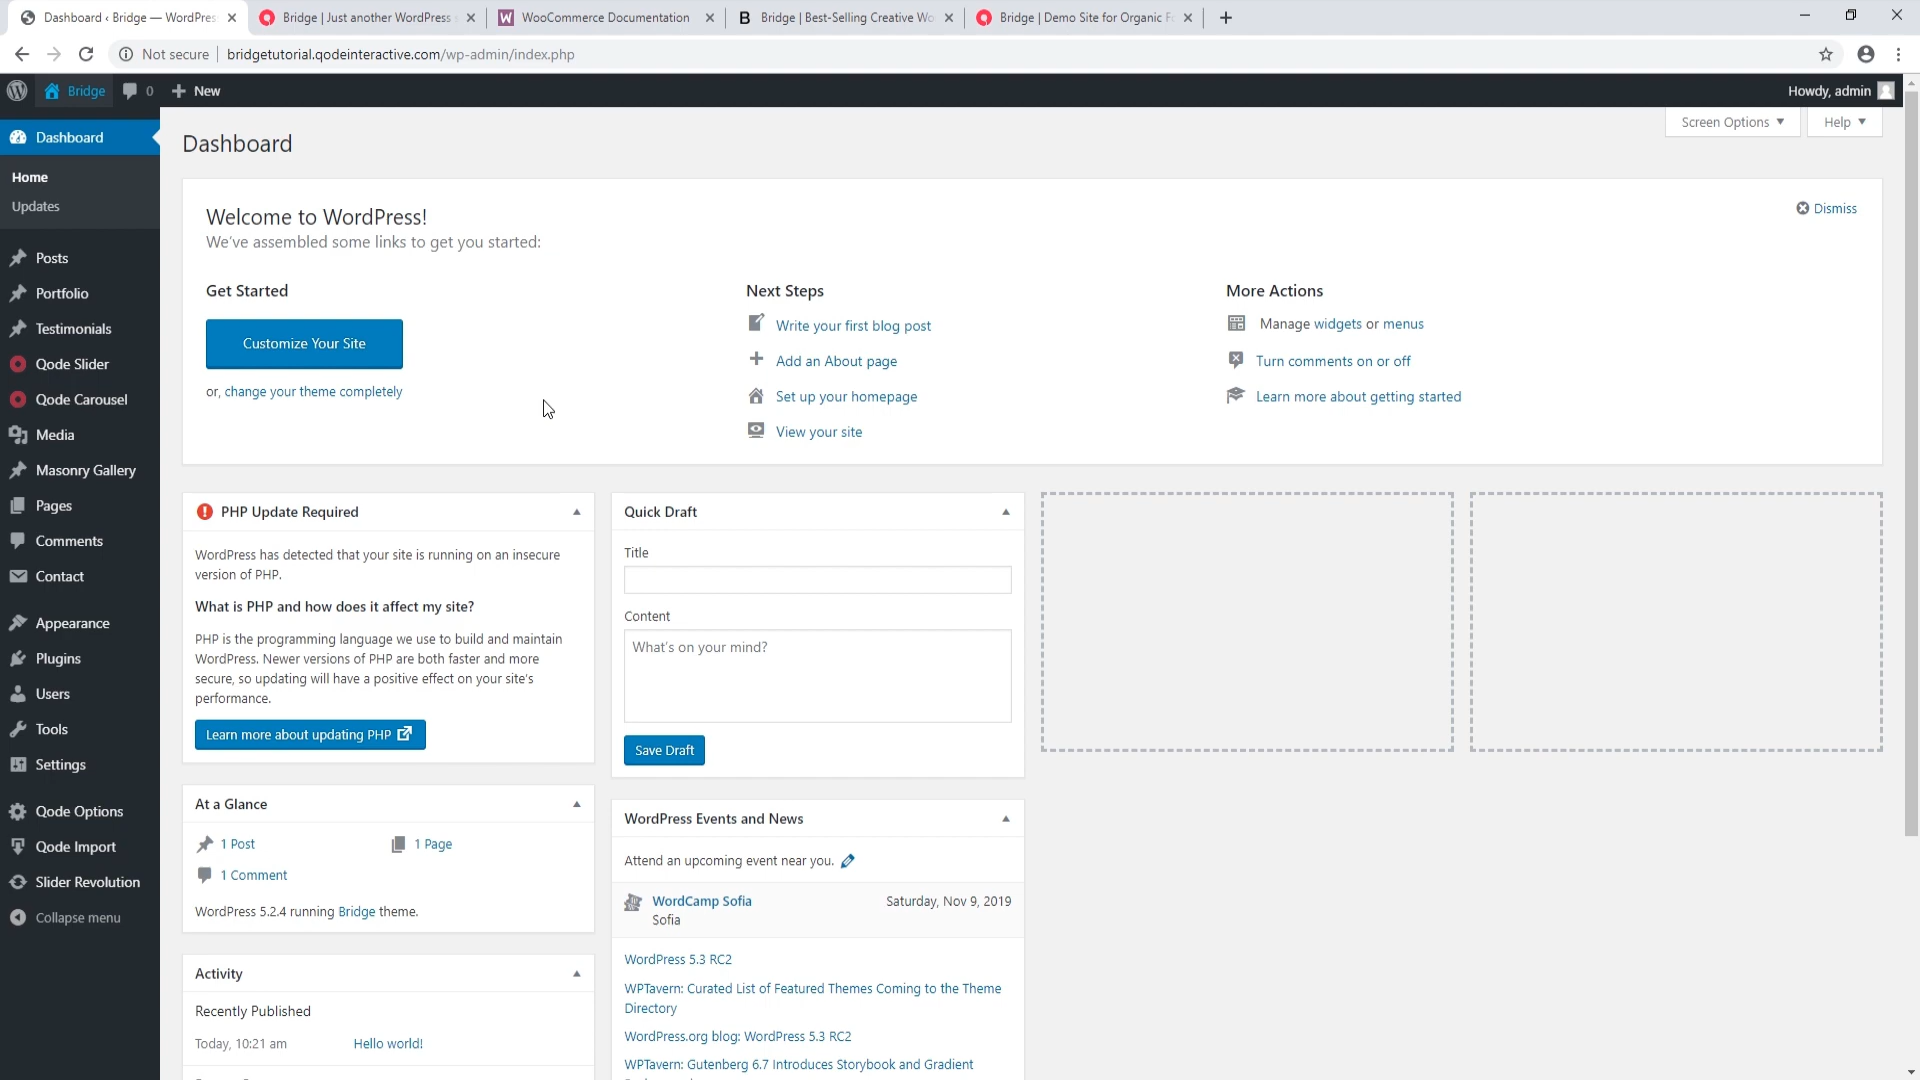 Dashboard ‹ Bridge — WordPres
Bridge | Just another WordPress s
WooCommerce Documentation
Bridge | Best-Selling Creative Wo
Bridge | Demo Site for Organic F
Not secure
bridgetutorial.qodeinteractive.com/wp-admin/index.php
Bridge
0
New
Howdy, admin
Dashboard
Home
Updates
Posts
Portfolio
Testimonials
Qode Slider
Qode Carousel
Media
Masonry Gallery
Pages
Comments
Contact
Appearance
Plugins
Users
Tools
Settings
Qode Options
Qode Import
Slider Revolution
Collapse menu
Screen Options
Help
Dashboard
Welcome to WordPress!
We've assembled some links to get you started:
Dismiss
Get Started
Customize Your Site
or, change your theme completely
Next Steps
Write your first blog post
Add an About page
Set up your homepage
View your site
More Actions
Manage widgets or menus
Turn comments on or off
Learn more about getting started
PHP Update Required
WordPress has detected that your site is running on an insecure
version of PHP.
What is PHP and how does it affect my site?
PHP is the programming language we use to build and maintain
WordPress. Newer versions of PHP are both faster and more
secure, so updating will have a positive effect on your site's
performance.
Learn more about updating PHP
At a Glance
1 Post
1 Page
1 Comment
WordPress 5.2.4 running Bridge theme.
Activity
Recently Published
Today, 10:21 am
Hello world!
Quick Draft
Title
Content
What's on your mind?
Save Draft
WordPress Events and News
Attend an upcoming event near you.
WordCamp Sofia
Saturday, Nov 9, 2019
Sofia
WordPress 5.3 RC2
WPTavern: Curated List of Featured Themes Coming to the Theme
Directory
WordPress.org blog: WordPress 5.3 RC2
WPTavern: Gutenberg 6.7 Introduces Storybook and Gradient